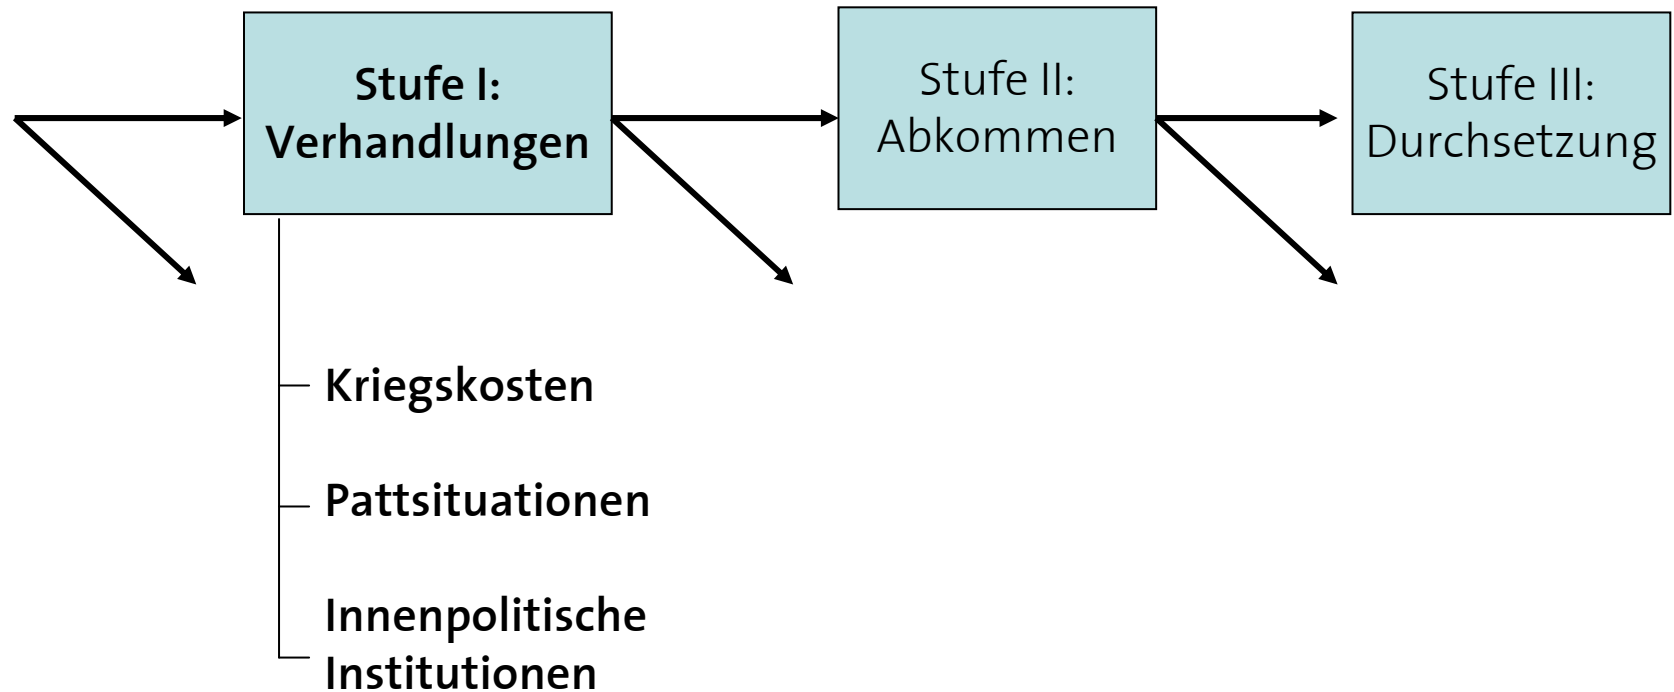 Stufe I:
Verhandlungen
Stufe II:
Abkommen
Stufe III:
Durchsetzung
Kriegskosten
Pattsituationen
Innenpolitische
Institutionen